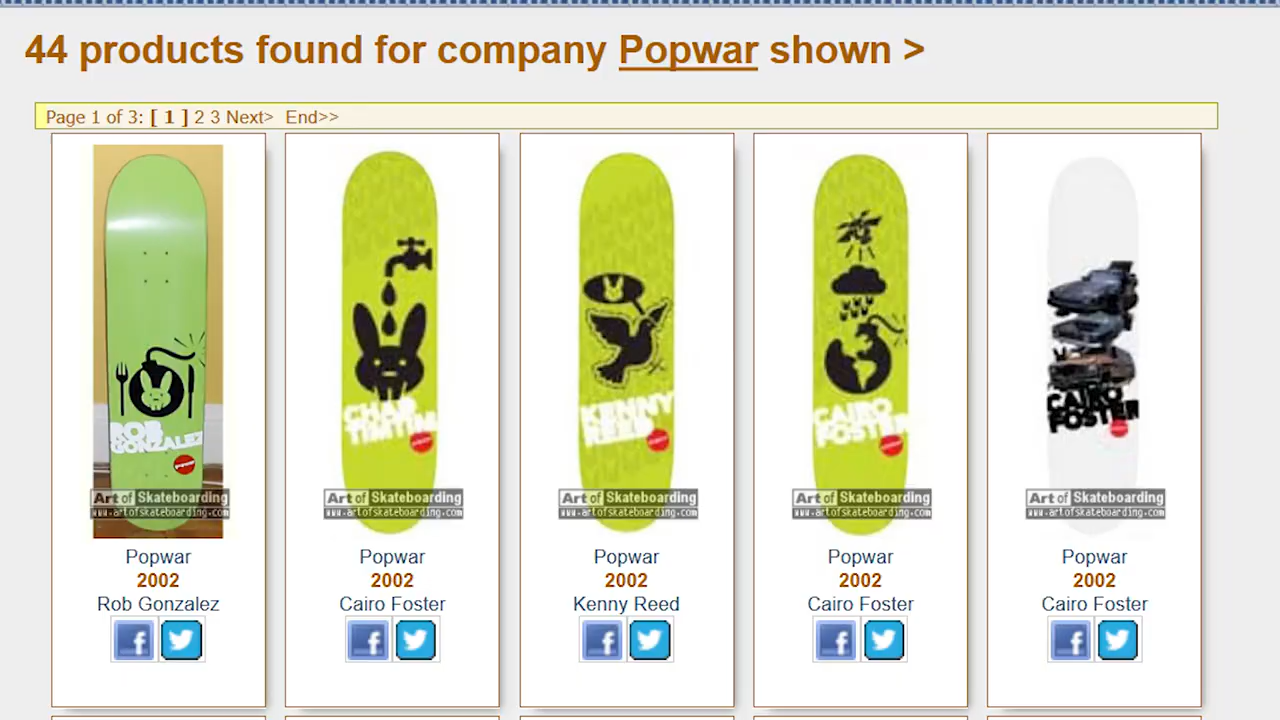 44 products found for company Popwar shown >
Page 1 of 3: [ 1 ] 2 3 Next> End>>
ROB
GONZALEZ
popwar
KENNY
REED
CAIRO
FOSTER
CAIRO
FOSTER
Art of Skateboarding
www.artofskateboarding.com
Art of Skateboarding
www.artofskateboarding.com
Art of Skateboarding
www.artofskateboarding.com
Art of Skateboarding
www.artofskateboarding.com
Art of Skateboarding
www.artofskateboarding.com
Popwar
2002
Rob Gonzalez
Popwar
2002
Cairo Foster
Popwar
2002
Kenny Reed
Popwar
2002
Cairo Foster
Popwar
2002
Cairo Foster